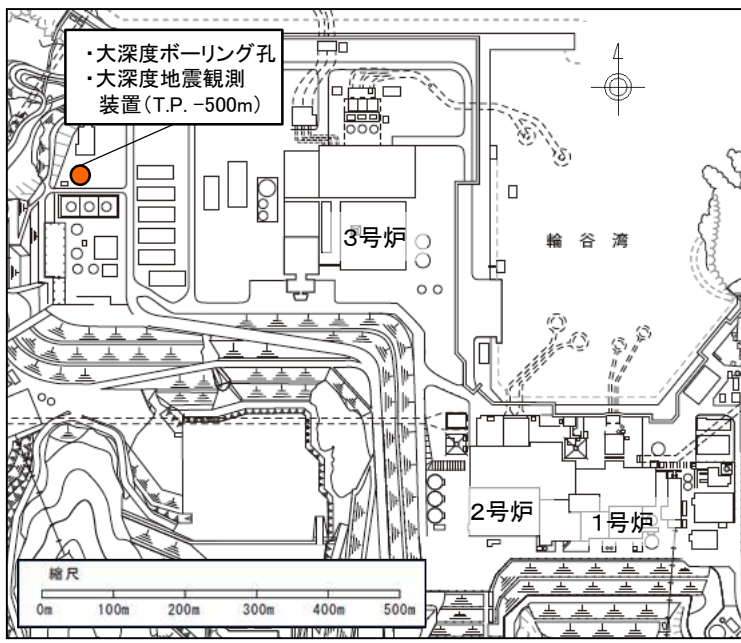 ・大深度ボーリング孔
・大深度地震観測
装置(T.P. -500m)
3号炉
輪谷湾
2号炉
1号炉
縮尺
0m 100m 200m 300m 400m 500m